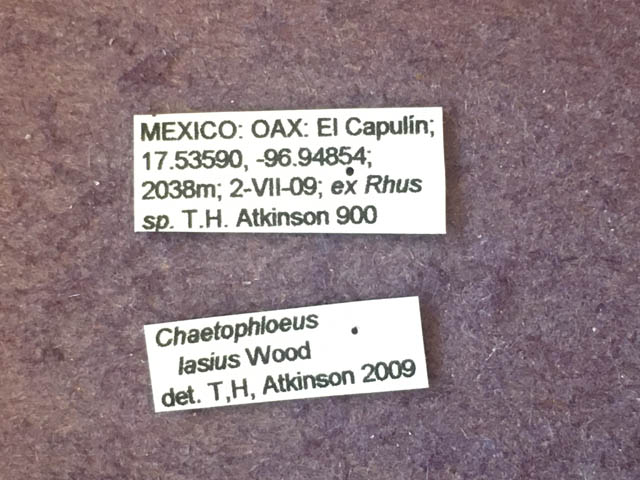 MEXICO: OAX: El Capulín;
17.53590, -96.94854;
2038m; 2-VII-09; ex Rhus
sp. T.H. Atkinson 900
Chaetophloeus
lasius Wood
det. T,H, Atkinson 2009